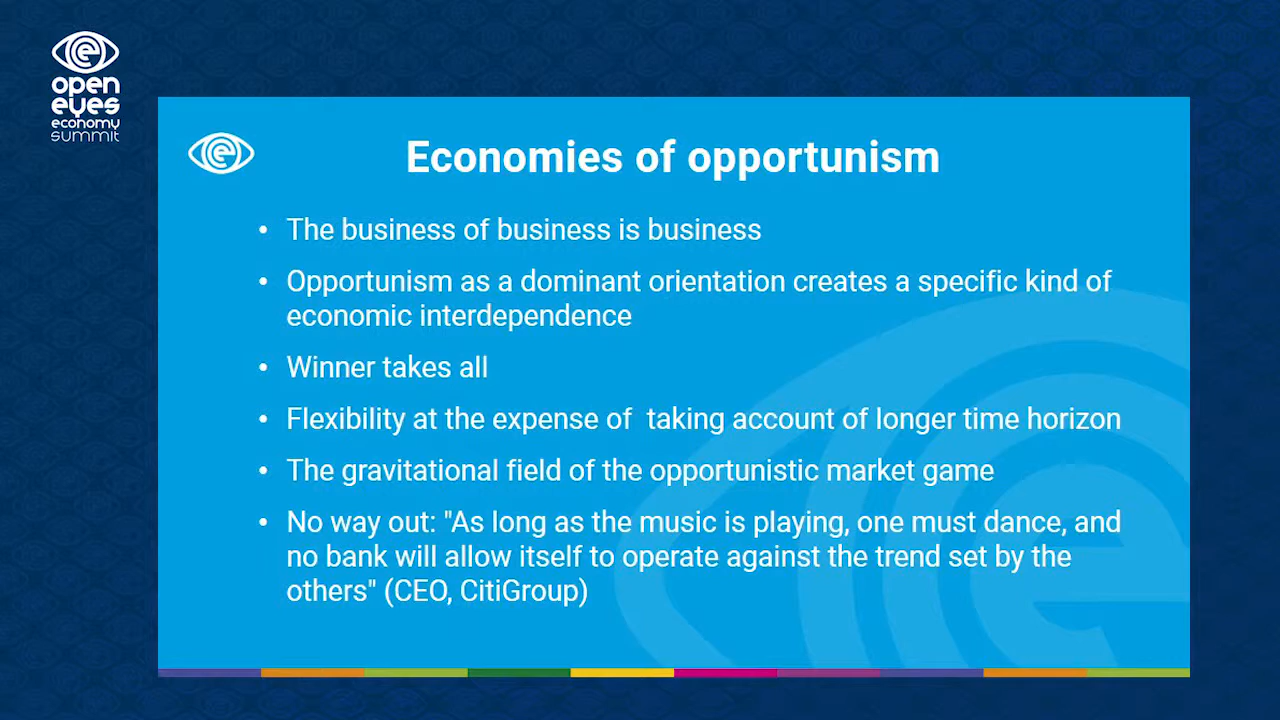 open
eyes
economy
summit
Economies of opportunism
• The business of business is business
• Opportunism as a dominant orientation creates a specific kind of
economic interdependence
• Winner takes all
• Flexibility at the expense of  taking account of longer time horizon
• The gravitational field of the opportunistic market game
• No way out: "As long as the music is playing, one must dance, and
no bank will allow itself to operate against the trend set by the
others" (CEO, CitiGroup)